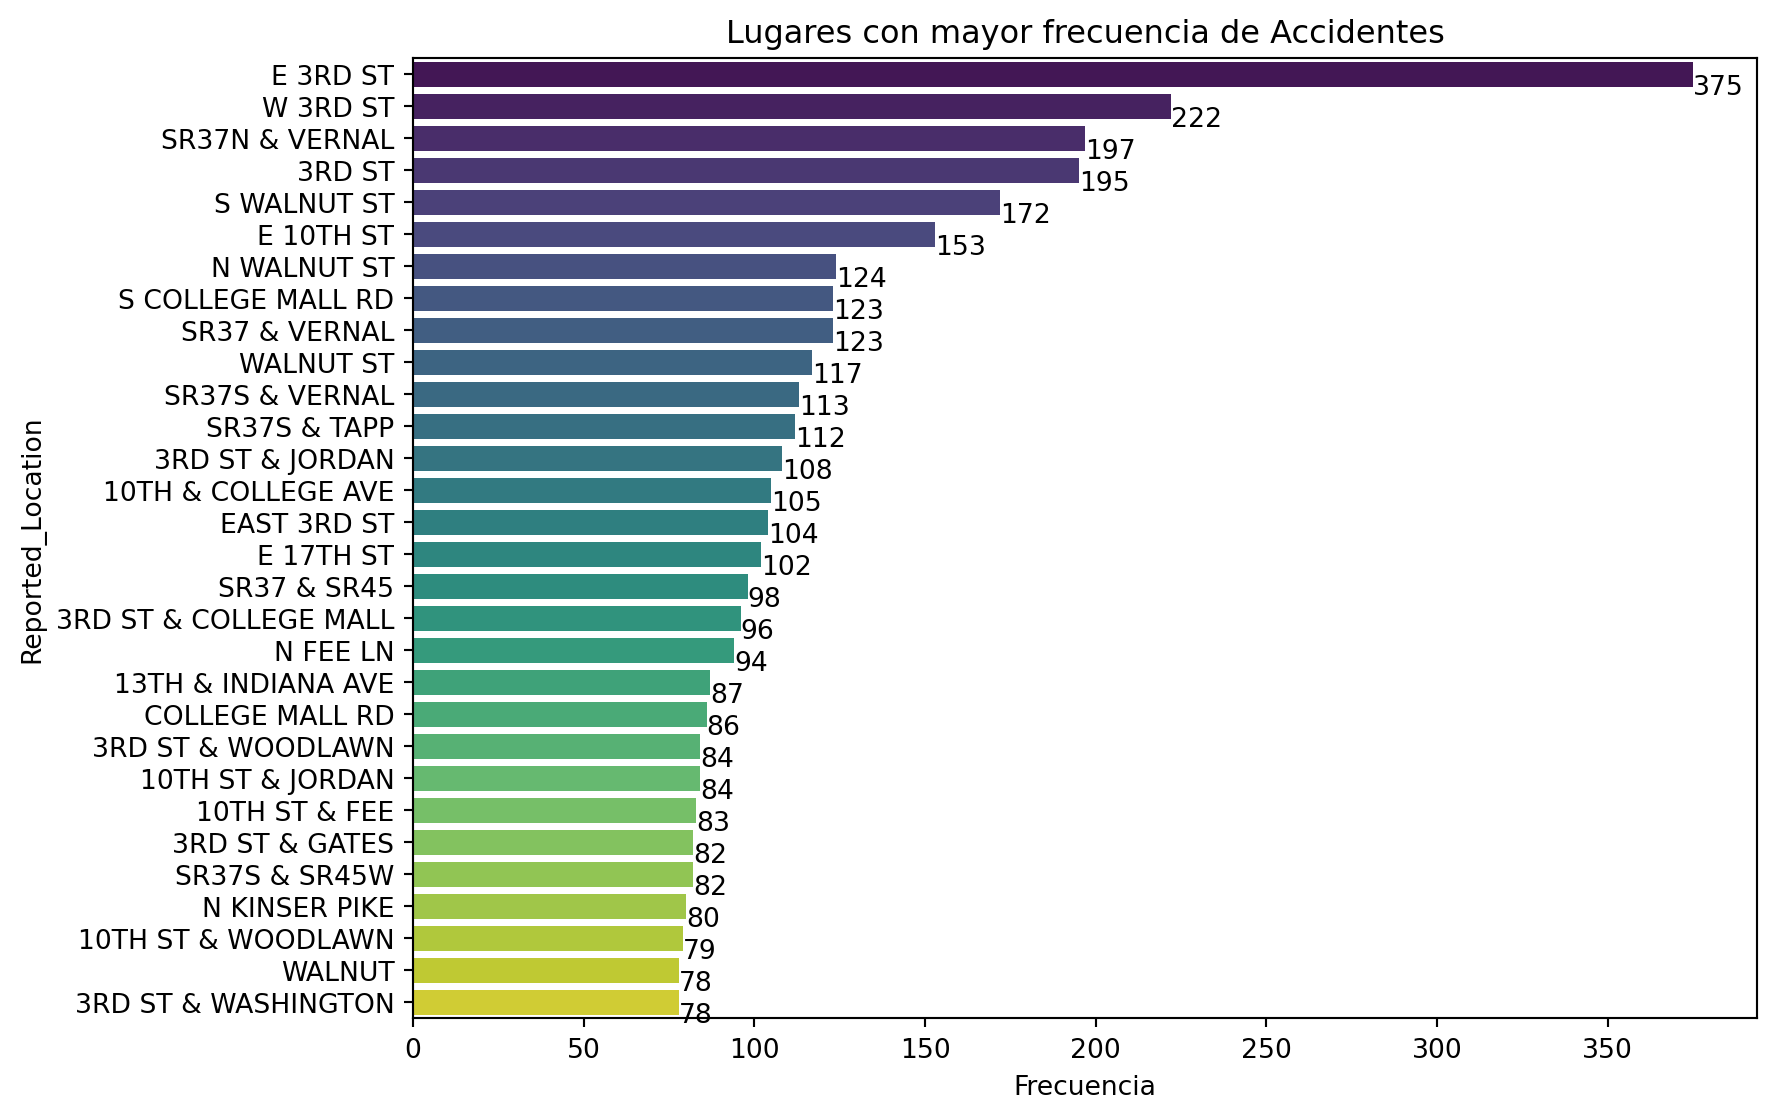 Lugares con mayor frecuencia de Accidentes
E 3RD ST 375
W 3RD ST 222
SR37N & VERNAL 197
3RD ST 195
S WALNUT ST 172
E 10TH ST 153
N WALNUT ST 124
S COLLEGE MALL RD 123
SR37 & VERNAL 123
WALNUT ST 117
SR37S & VERNAL 113
SR37S & TAPP 112
3RD ST & JORDAN 108
10TH & COLLEGE AVE 105
EAST 3RD ST 104
E 17TH ST 102
SR37 & SR45 98
3RD ST & COLLEGE MALL 96
N FEE LN 94
13TH & INDIANA AVE 87
COLLEGE MALL RD 86
3RD ST & WOODLAWN 84
10TH ST & JORDAN 84
10TH ST & FEE 83
3RD ST & GATES 82
SR37S & SR45W 82
N KINSER PIKE 80
10TH ST & WOODLAWN 79
WALNUT 78
3RD ST & WASHINGTON 78
Reported_Location
0 50 100 150 200 250 300 350
Frecuencia